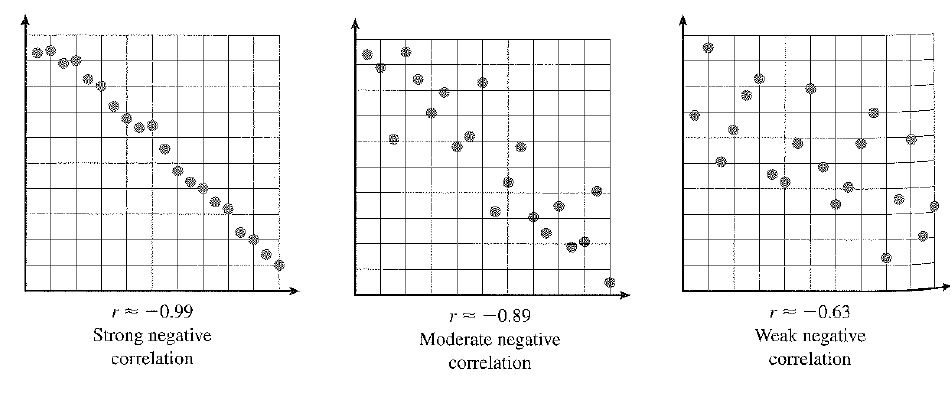 r ≈ −0.99
Strong negative
correlation
r ≈ −0.89
Moderate negative
correlation
r ≈ −0.63
Weak negative
correlation